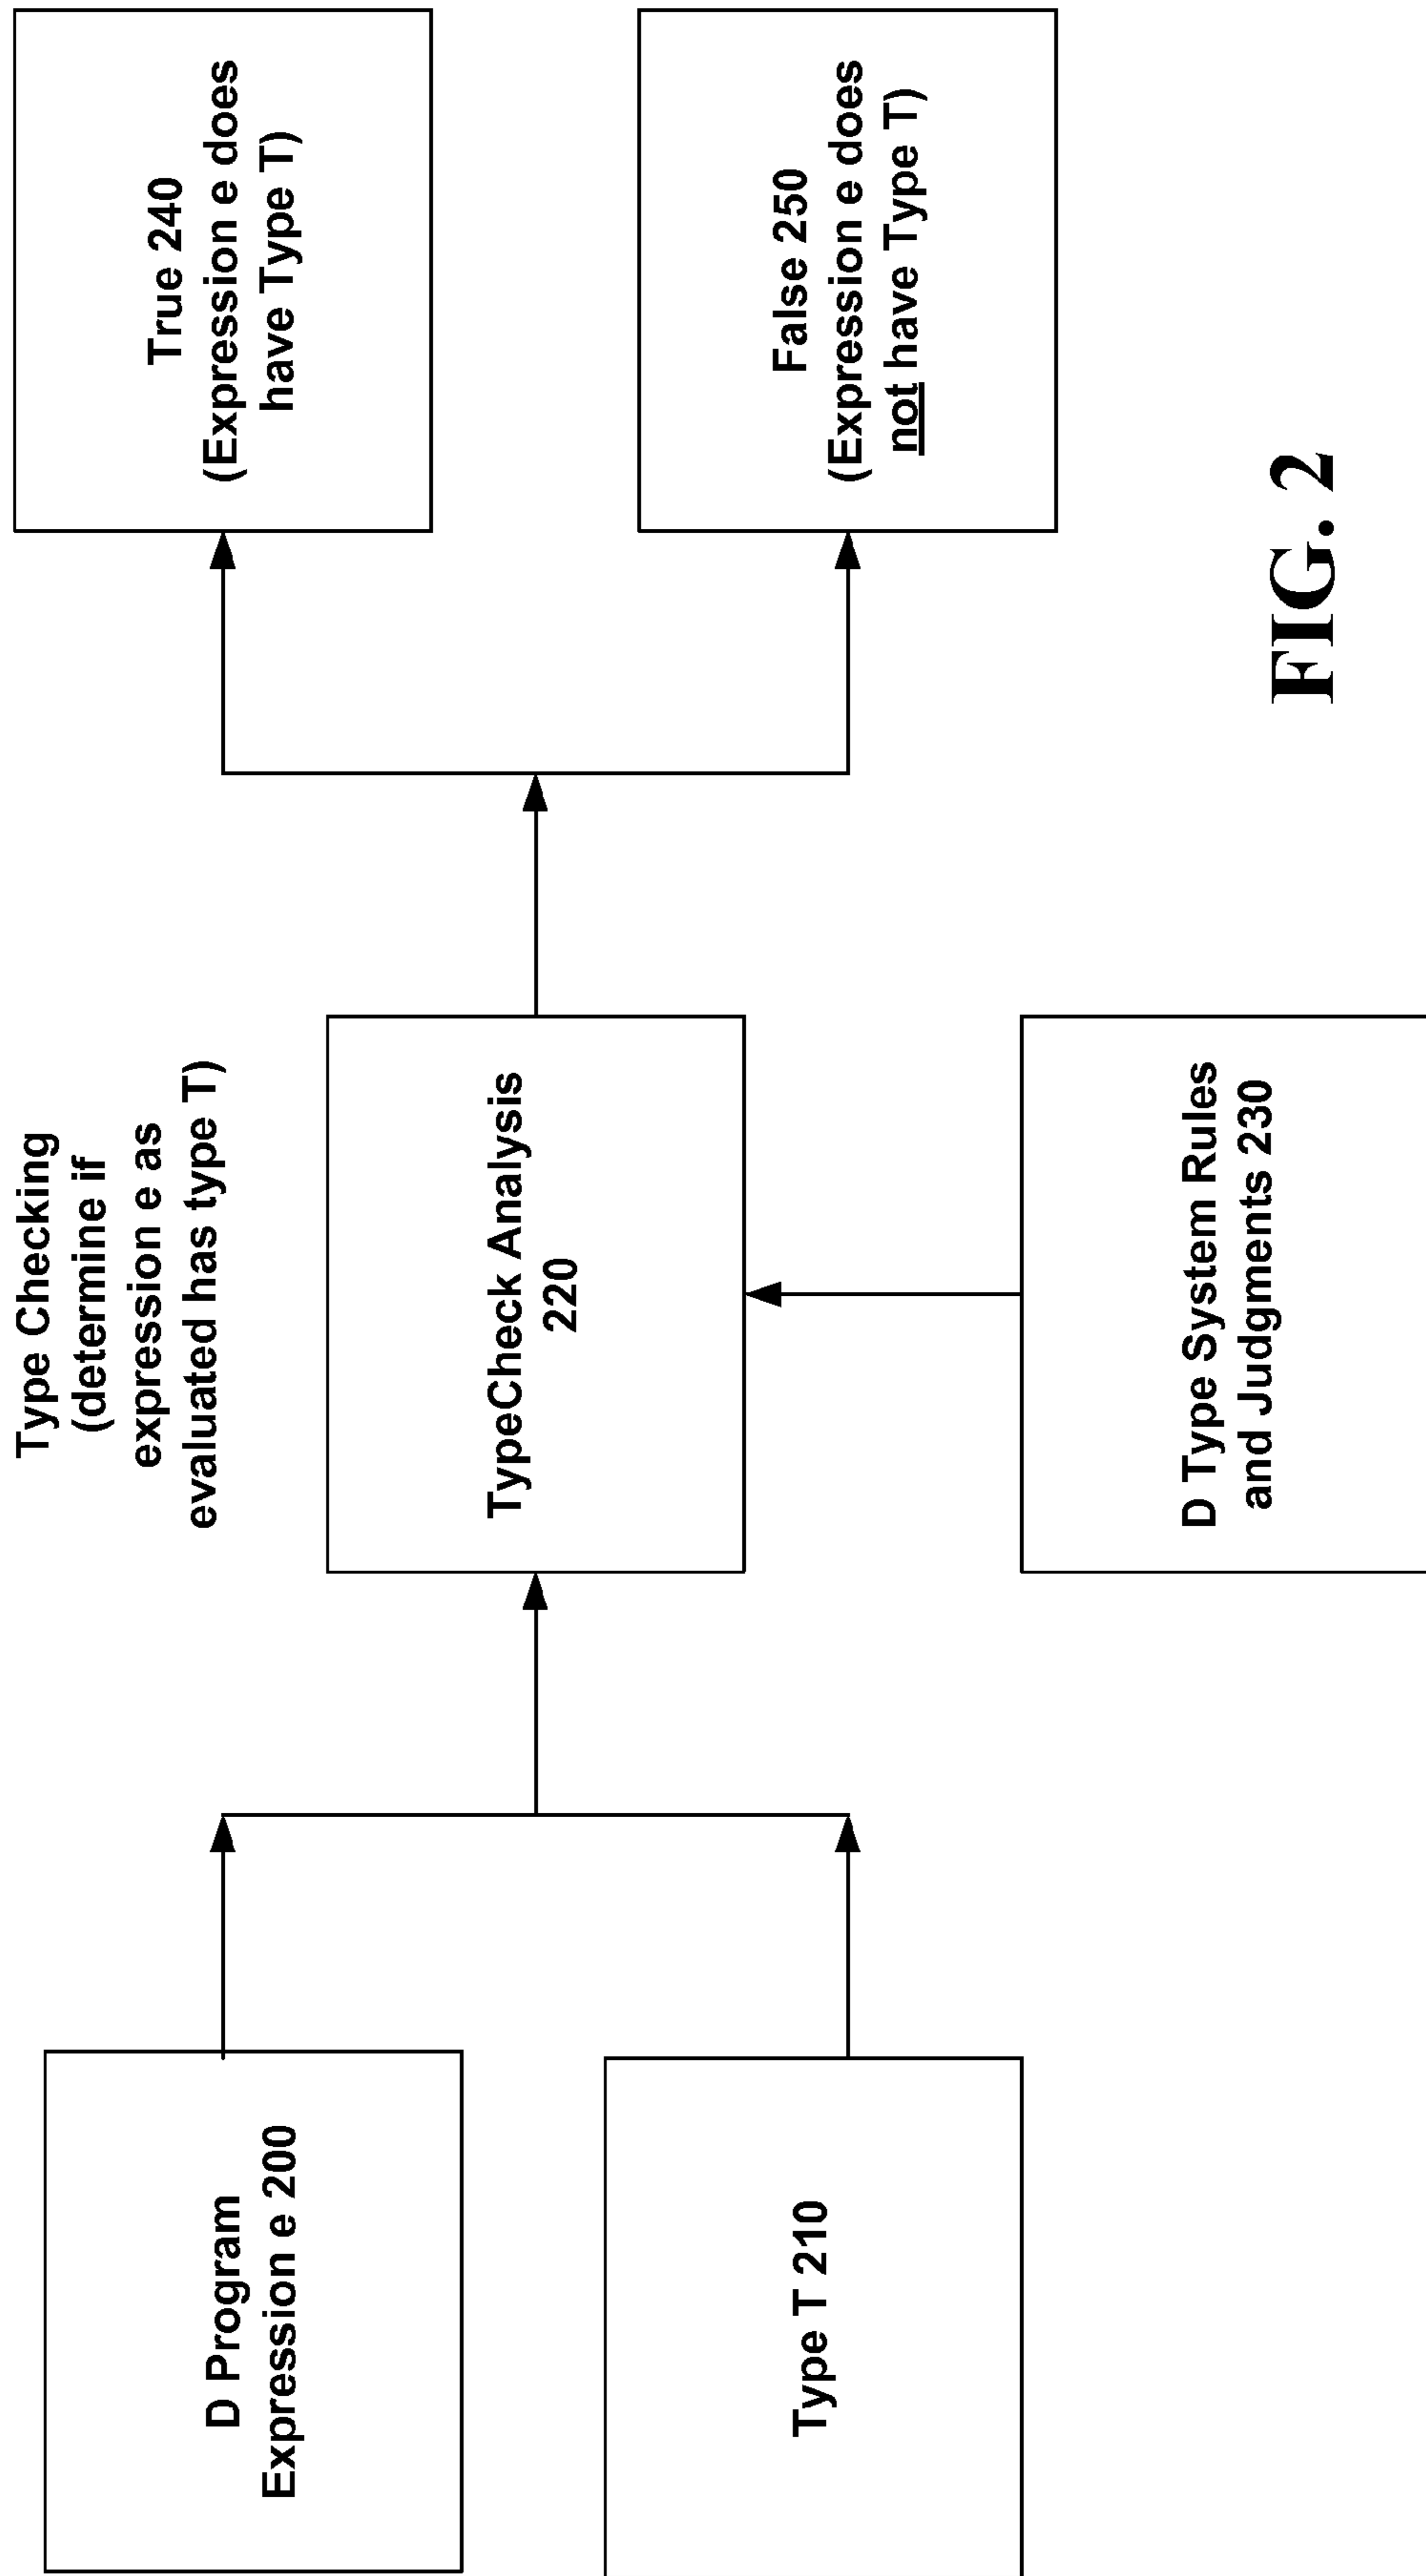 D Program
Expression e 200
Type T 210
Type Checking
(determine if
expression e as
evaluated has type T)
TypeCheck Analysis
220
D Type System Rules
and Judgments 230
True 240
(Expression e does
have Type T)
False 250
(Expression e does
not have Type T)
FIG. 2